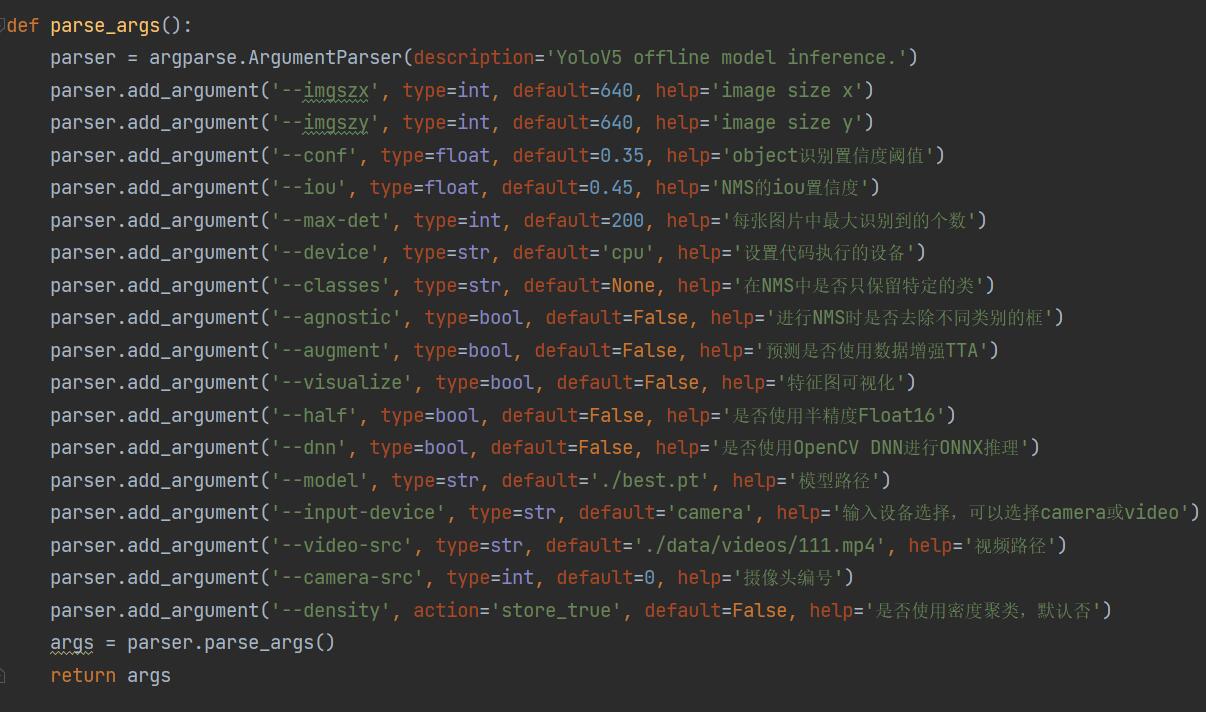 def parse_args():
    parser = argparse.ArgumentParser(description='YoloV5 offline model inference.')
    parser.add_argument('--imgszx', type=int, default=640, help='image size x')
    parser.add_argument('--imgszy', type=int, default=640, help='image size y')
    parser.add_argument('--conf', type=float, default=0.35, help='object识别置信度阈值')
    parser.add_argument('--iou', type=float, default=0.45, help='NMS的iou置信度')
    parser.add_argument('--max-det', type=int, default=200, help='每张图片中最大识别到的个数')
    parser.add_argument('--device', type=str, default='cpu', help='设置代码执行的设备')
    parser.add_argument('--classes', type=str, default=None, help='在NMS中是否只保留特定的类')
    parser.add_argument('--agnostic', type=bool, default=False, help='进行NMS时是否去除不同类别的框')
    parser.add_argument('--augment', type=bool, default=False, help='预测是否使用数据增强TTA')
    parser.add_argument('--visualize', type=bool, default=False, help='特征图可视化')
    parser.add_argument('--half', type=bool, default=False, help='是否使用半精度Float16')
    parser.add_argument('--dnn', type=bool, default=False, help='是否使用OpenCV DNN进行ONNX推理')
    parser.add_argument('--model', type=str, default='./best.pt', help='模型路径')
    parser.add_argument('--input-device', type=str, default='camera', help='输入设备选择，可以选择camera或video')
    parser.add_argument('--video-src', type=str, default='./data/videos/111.mp4', help='视频路径')
    parser.add_argument('--camera-src', type=int, default=0, help='摄像头编号')
    parser.add_argument('--density', action='store_true', default=False, help='是否使用密度聚类，默认否')
    args = parser.parse_args()
    return args